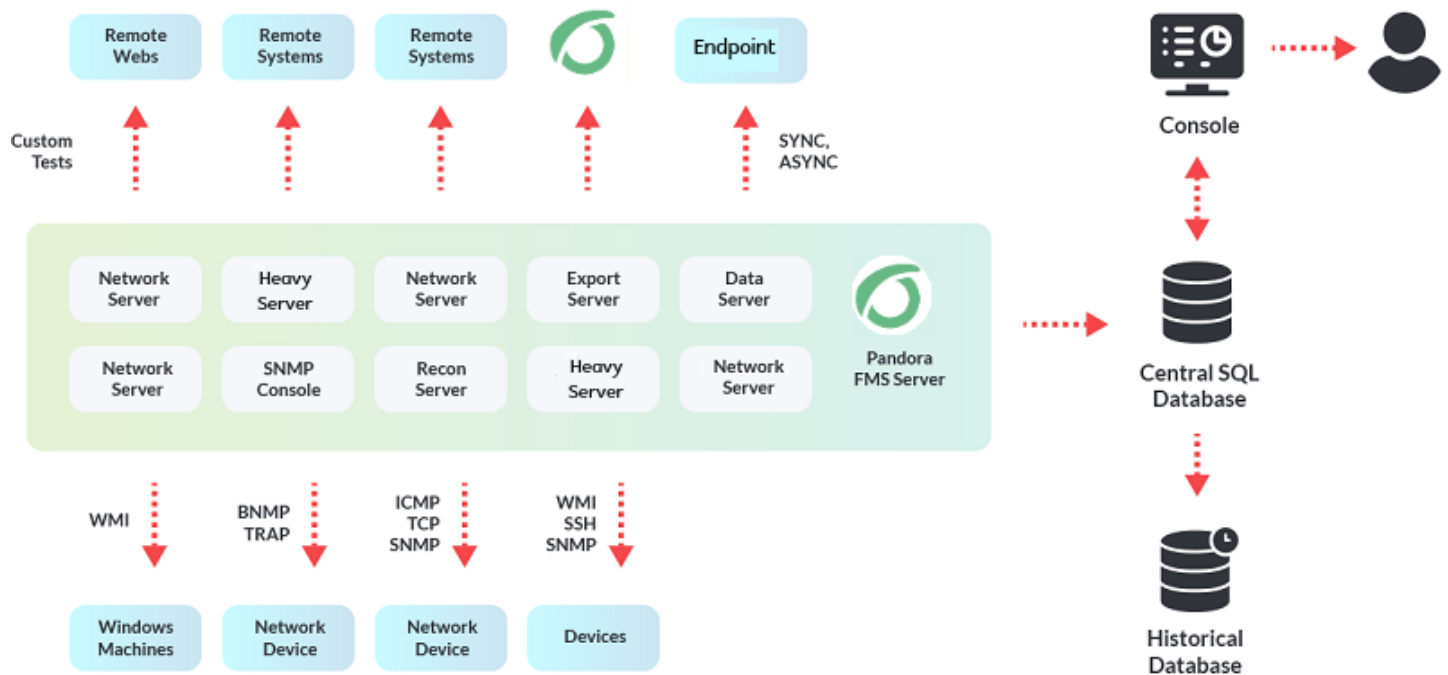 Remote
Webs
Remote
Systems
Remote
Systems
Endpoint
Console
Custom
Tests
SYNC,
ASYNC
Network
Server
Heavy
Server
Network
Server
Export
Server
Data
Server
Network
Server
SNMP
Console
Recon
Server
Heavy
Server
Network
Server
Pandora
FMS Server
Central SQL
Database
WMI
BNMP
TRAP
ICMP
TCP
SNMP
WMI
SSH
SNMP
Windows
Machines
Network
Device
Network
Device
Devices
Historical
Database